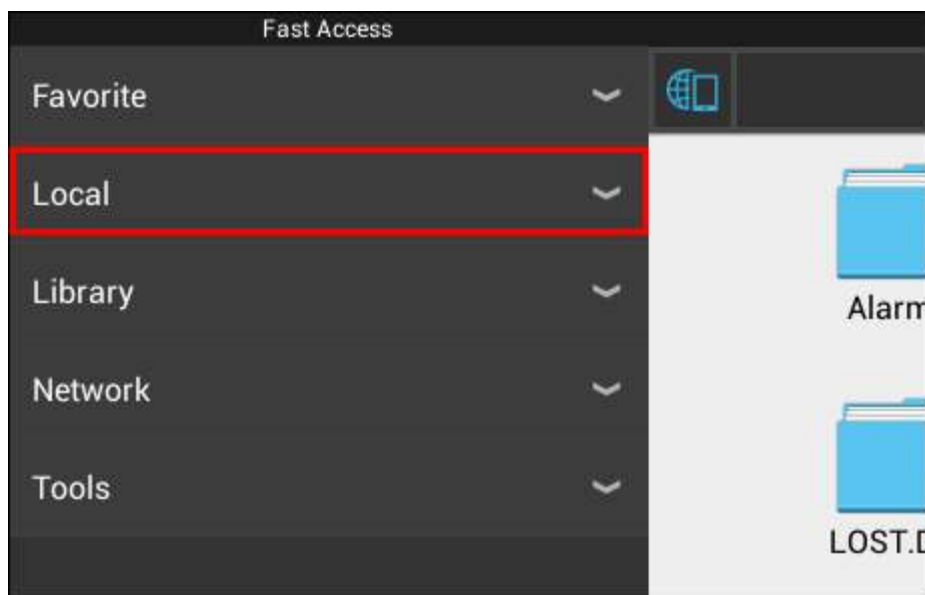 Fast Access
Favorite
Local
Library
Network
Tools
Alarm
LOST.D